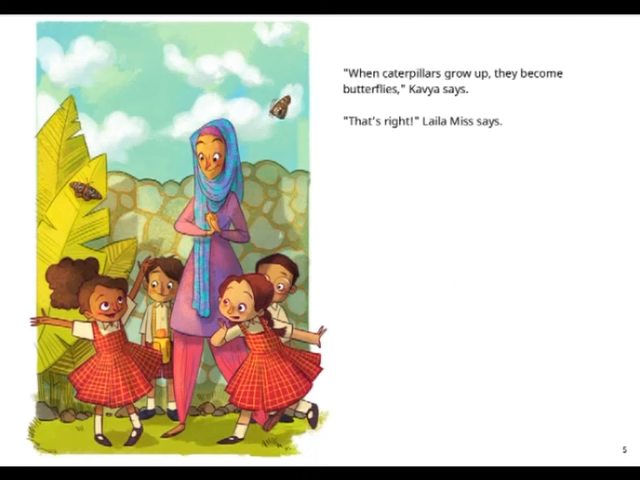 "When caterpillars grow up, they become
butterflies," Kavya says.
"That's right!" Laila Miss says.
5